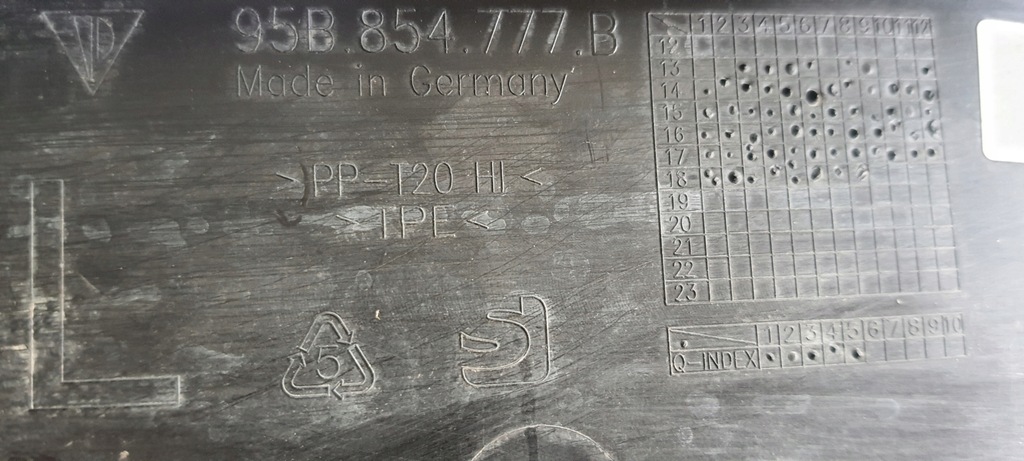 95B.854.777.B
Made in Germany
>PP-T20 HI<
>TPE<
L
5
1 2 3 4 5 6 7 8 9 10 11 12
12
13
14
15
16
17
18
19
20
21
22
23
1 2 3 4 5 6 7 8 9 10
Q-INDEX